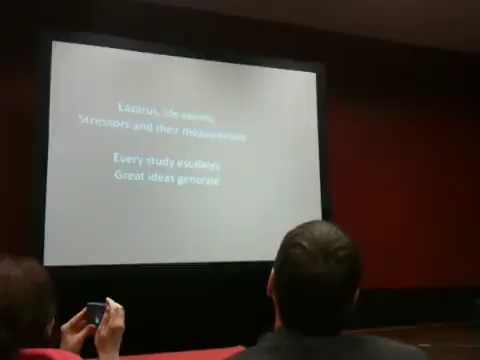 Lazarus, life events,
Stressors and their measurement
Every study escalates
Great ideas generate